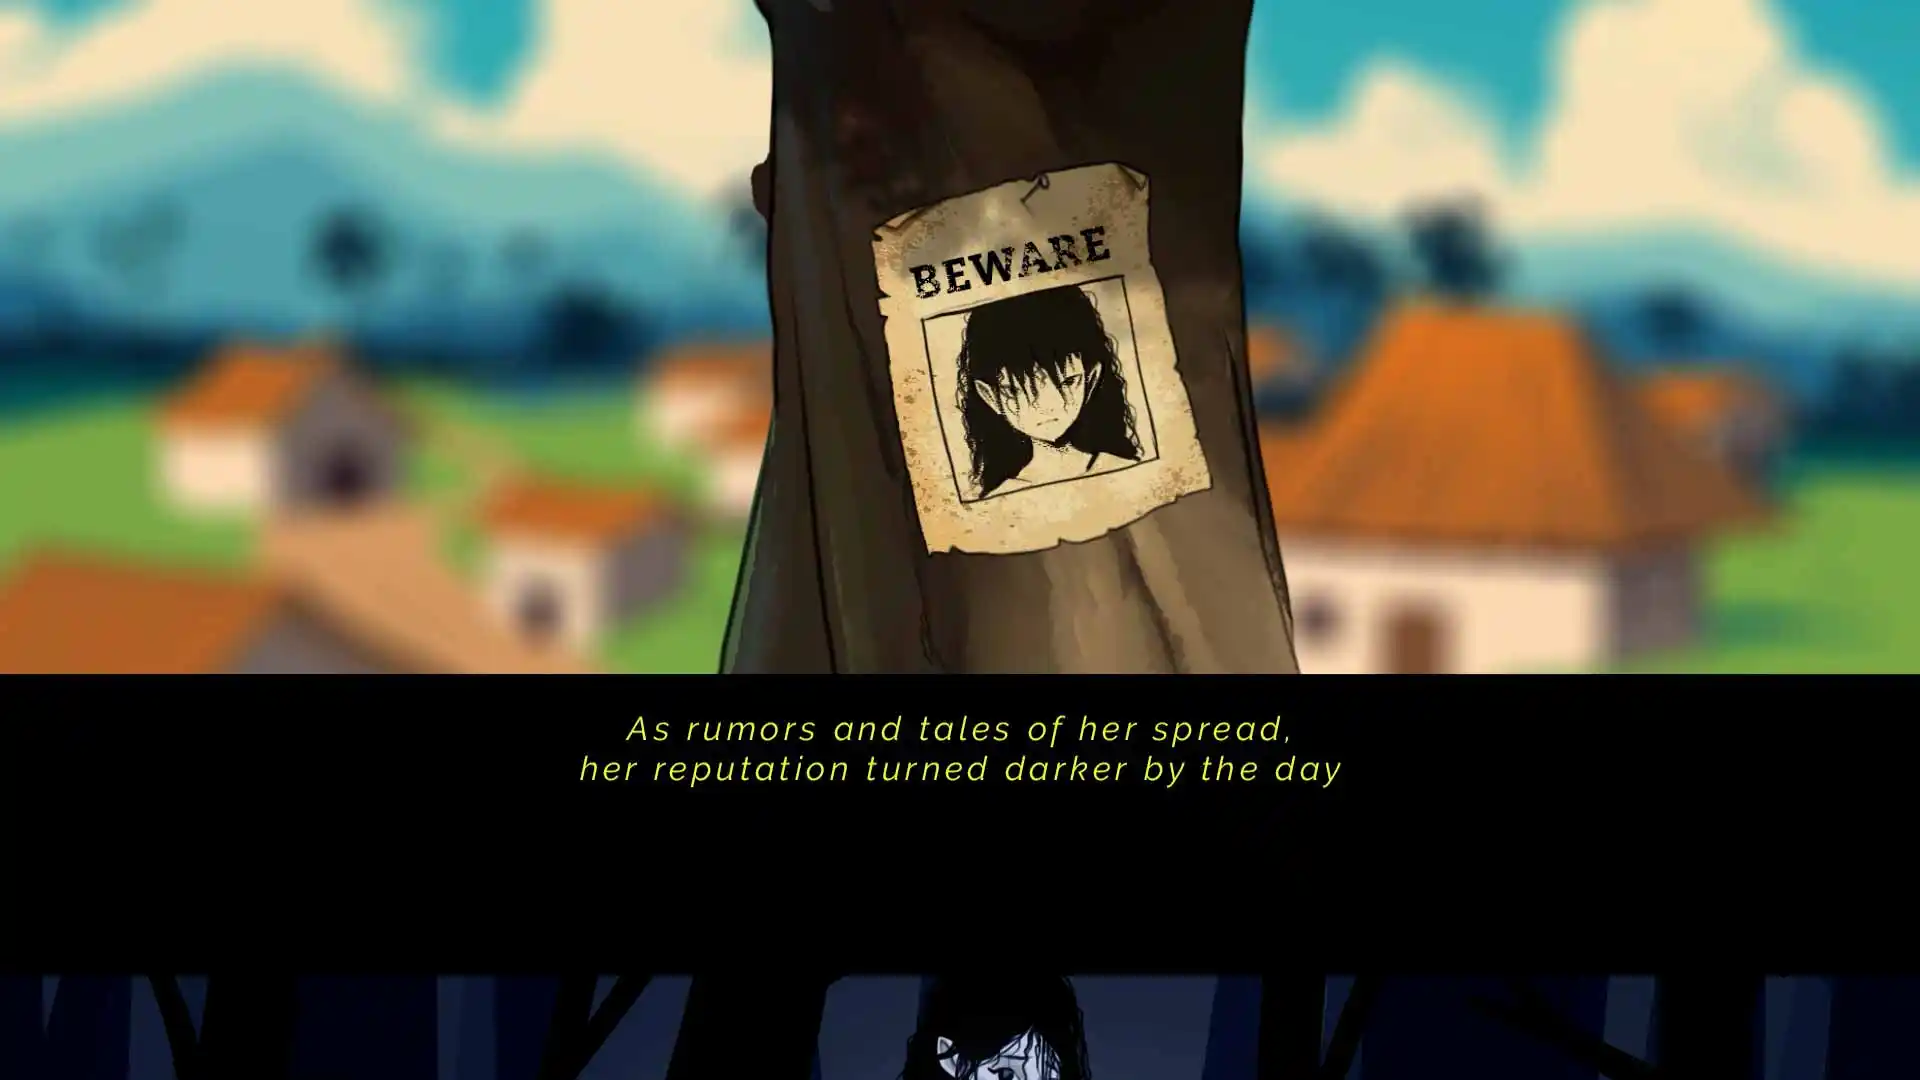 BEWARE
As rumors and tales of her spread,
her reputation turned darker by the day